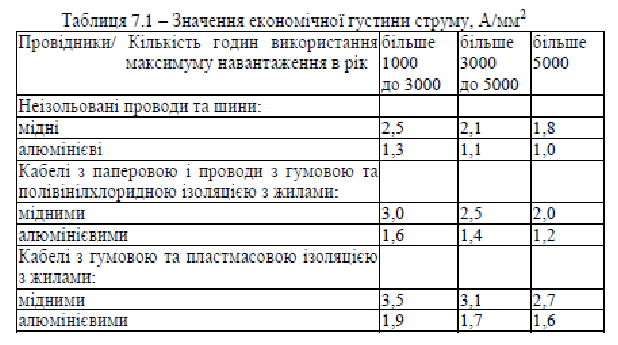 Таблиця 7.1 – Значення економічної густини струму, А/мм²
Провідники/ Кількість годин використання максимуму навантаження в рік | більше 1000 до 3000 | більше 3000 до 5000 | більше 5000
Неізольовані проводи та шини:
мідні 2,5 2,1 1,8
алюмінієві 1,3 1,1 1,0
Кабелі з паперовою і проводи з гумовою та
полівінілхлоридною ізоляцією з жилами:
мідними 3,0 2,5 2,0
алюмінієвими 1,6 1,4 1,2
Кабелі з гумовою та пластмасовою ізоляцією
з жилами:
мідними 3,5 3,1 2,7
алюмінієвими 1,9 1,7 1,6